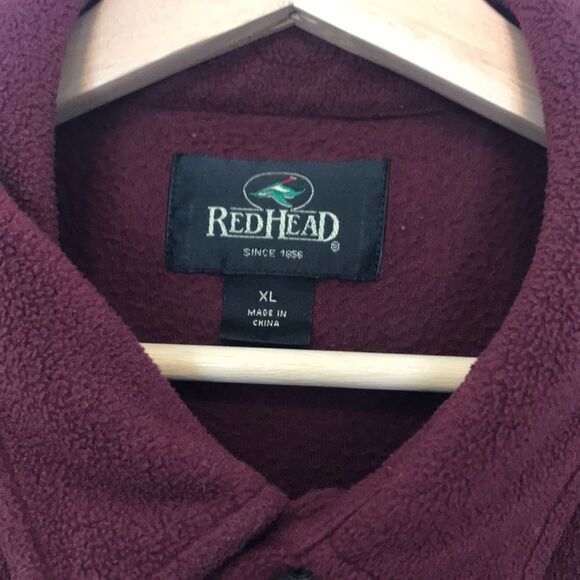 REDHEAD®
SINCE 1856
XL
MADE IN
CHINA